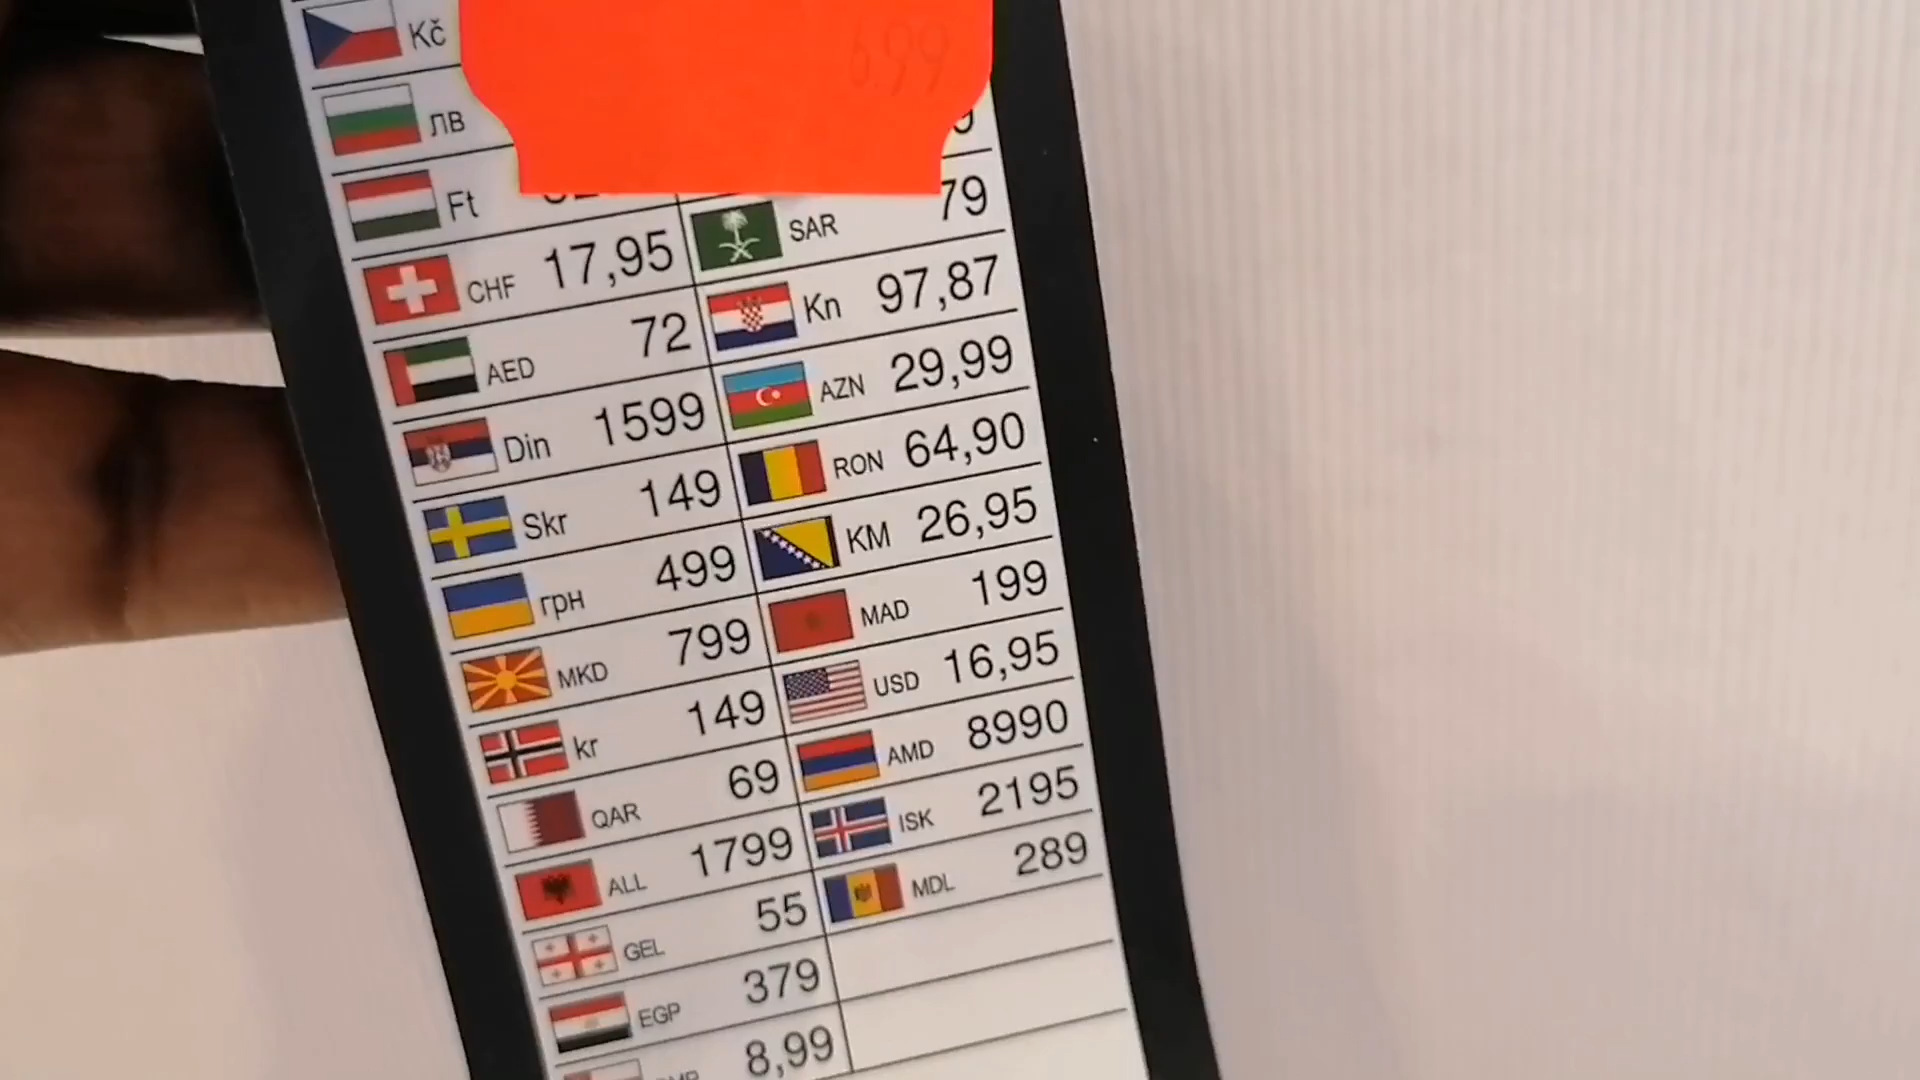 6.99
Kč
лв
Ft
CHF 17,95
AED 72
Din 1599
Skr 149
грн 499
MKD 799
kr 149
QAR 69
ALL 1799
GEL 55
EGP 379
8,99
SAR 79
Kn 97,87
AZN 29,99
RON 64,90
KM 26,95
MAD 199
USD 16,95
AMD 8990
ISK 2195
MDL 289